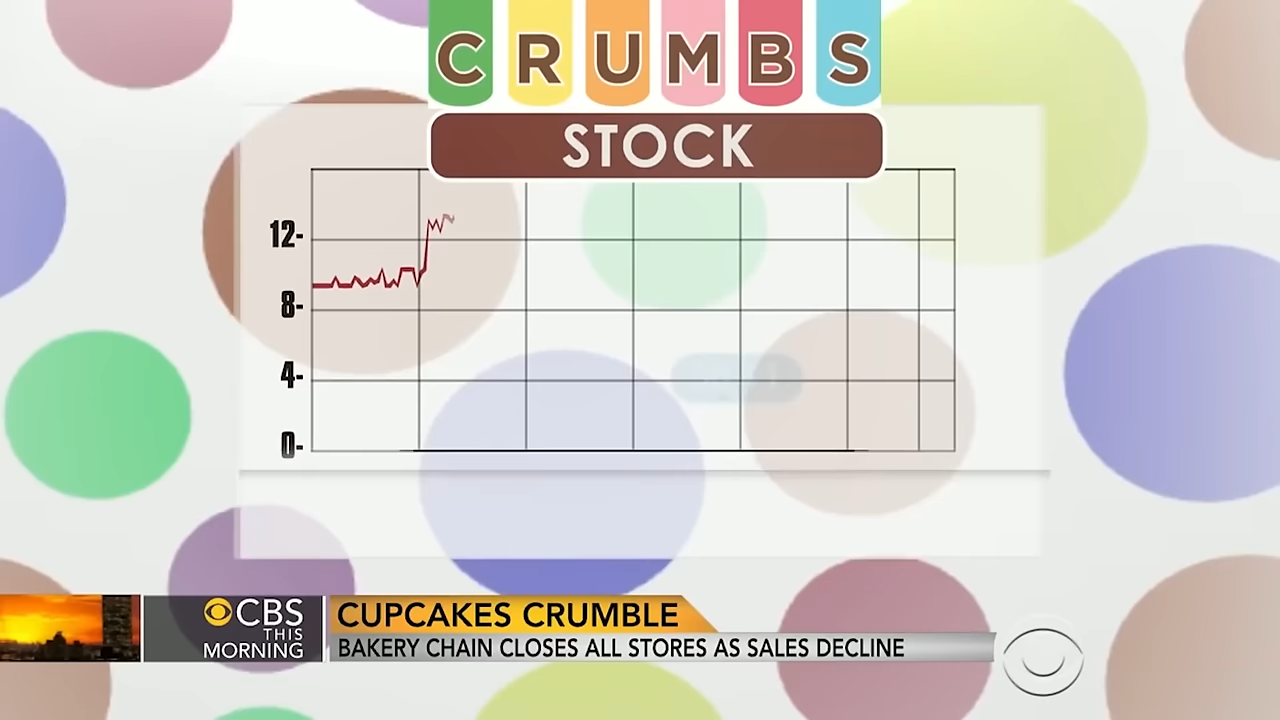 CRUMBS
STOCK
12-
8-
4-
0-
CBS
THIS
MORNING
CUPCAKES CRUMBLE
BAKERY CHAIN CLOSES ALL STORES AS SALES DECLINE